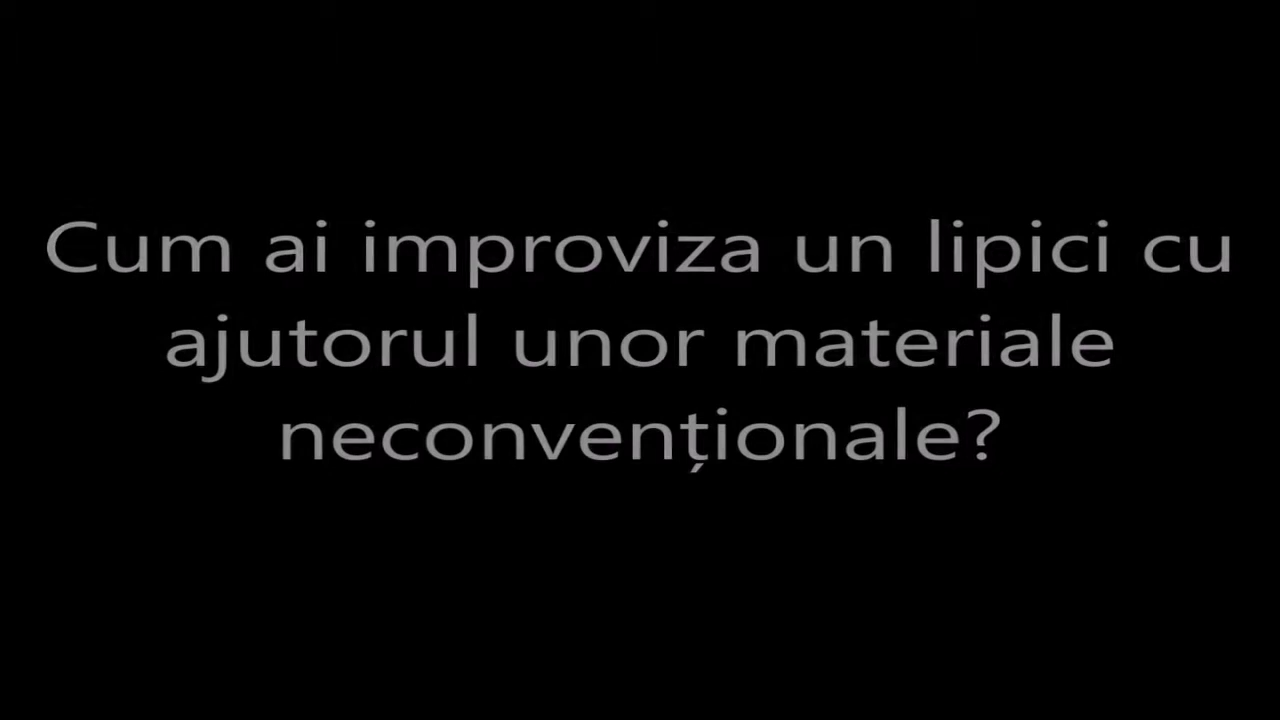 Cum ai improviza un lipici cu
ajutorul unor materiale
neconvenționale?